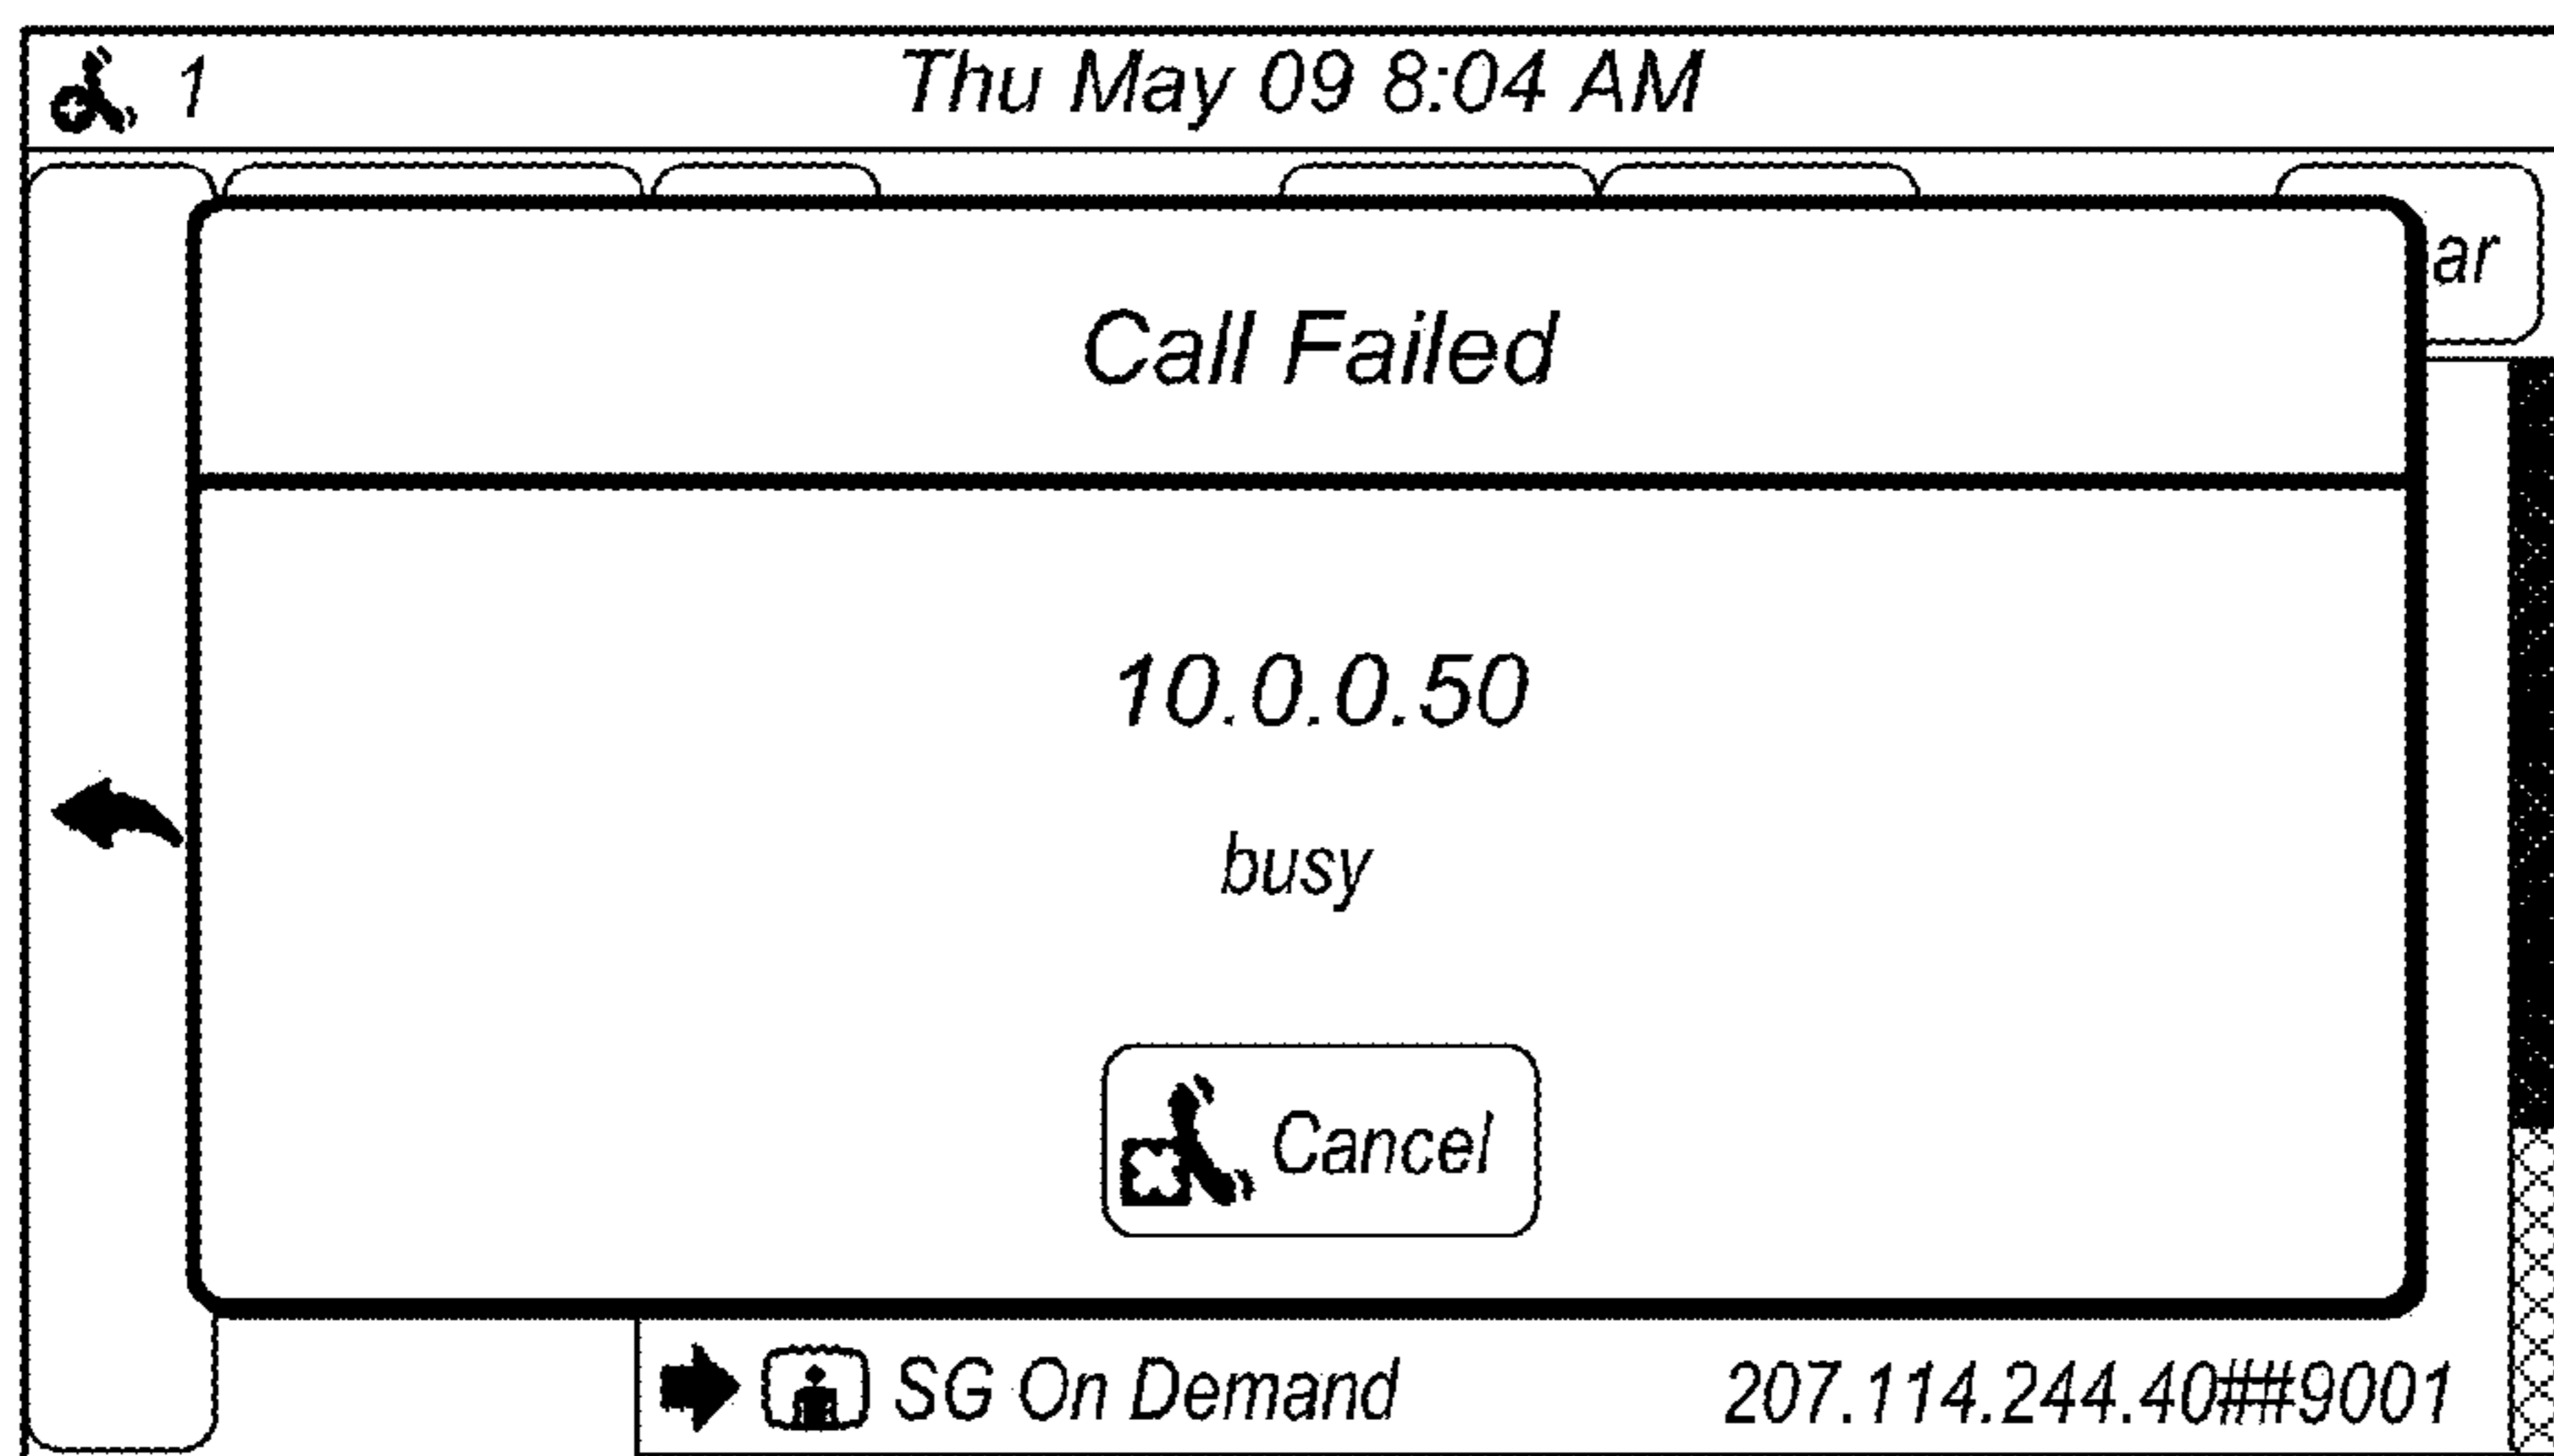 1 Thu May 09 8:04 AM
ar
Call Failed
10.0.0.50
busy
Cancel
SG On Demand 207.114.244.40##9001